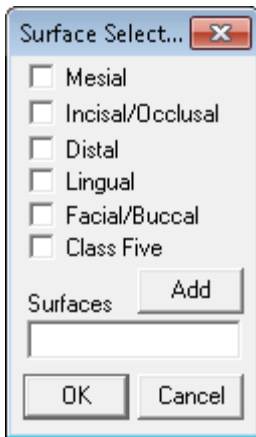 Surface Select...
Mesial
Incisal/Occlusal
Distal
Lingual
Facial/Buccal
Class Five
Add
Surfaces
OK Cancel